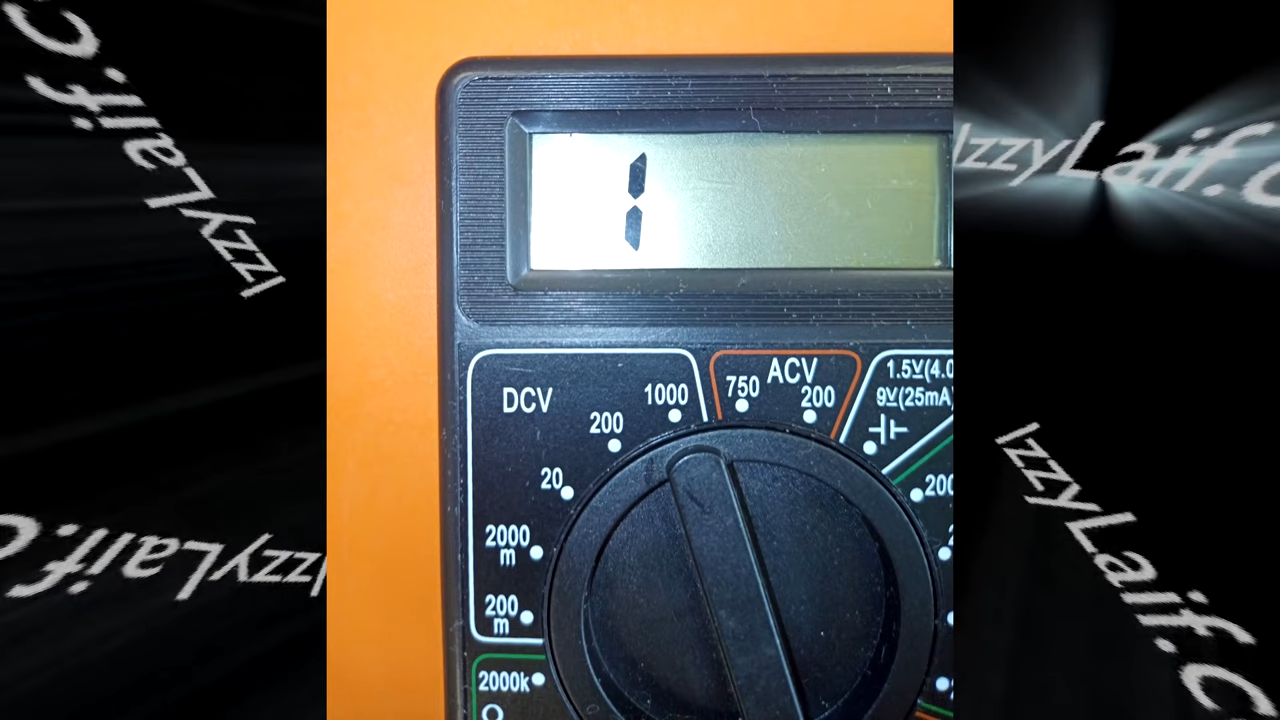 1
DCV
1000
200
20
2000
m
200
m
2000k
Ω
750
ACV
200
1.5V(4.0
9V(25mA)
200
IzzyLaif.c
IzzyLaif.c
IzzyLaif.c
IzzyLaif.c